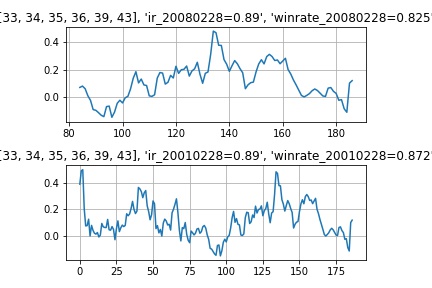 [33, 34, 35, 36, 39, 43], 'ir_20080228=0.89', 'winrate_20080228=0.825'
0.4
0.2
0.0
80 100 120 140 160 180
[33, 34, 35, 36, 39, 43], 'ir_20010228=0.89', 'winrate_20010228=0.872'
0.4
0.2
0.0
0 25 50 75 100 125 150 175